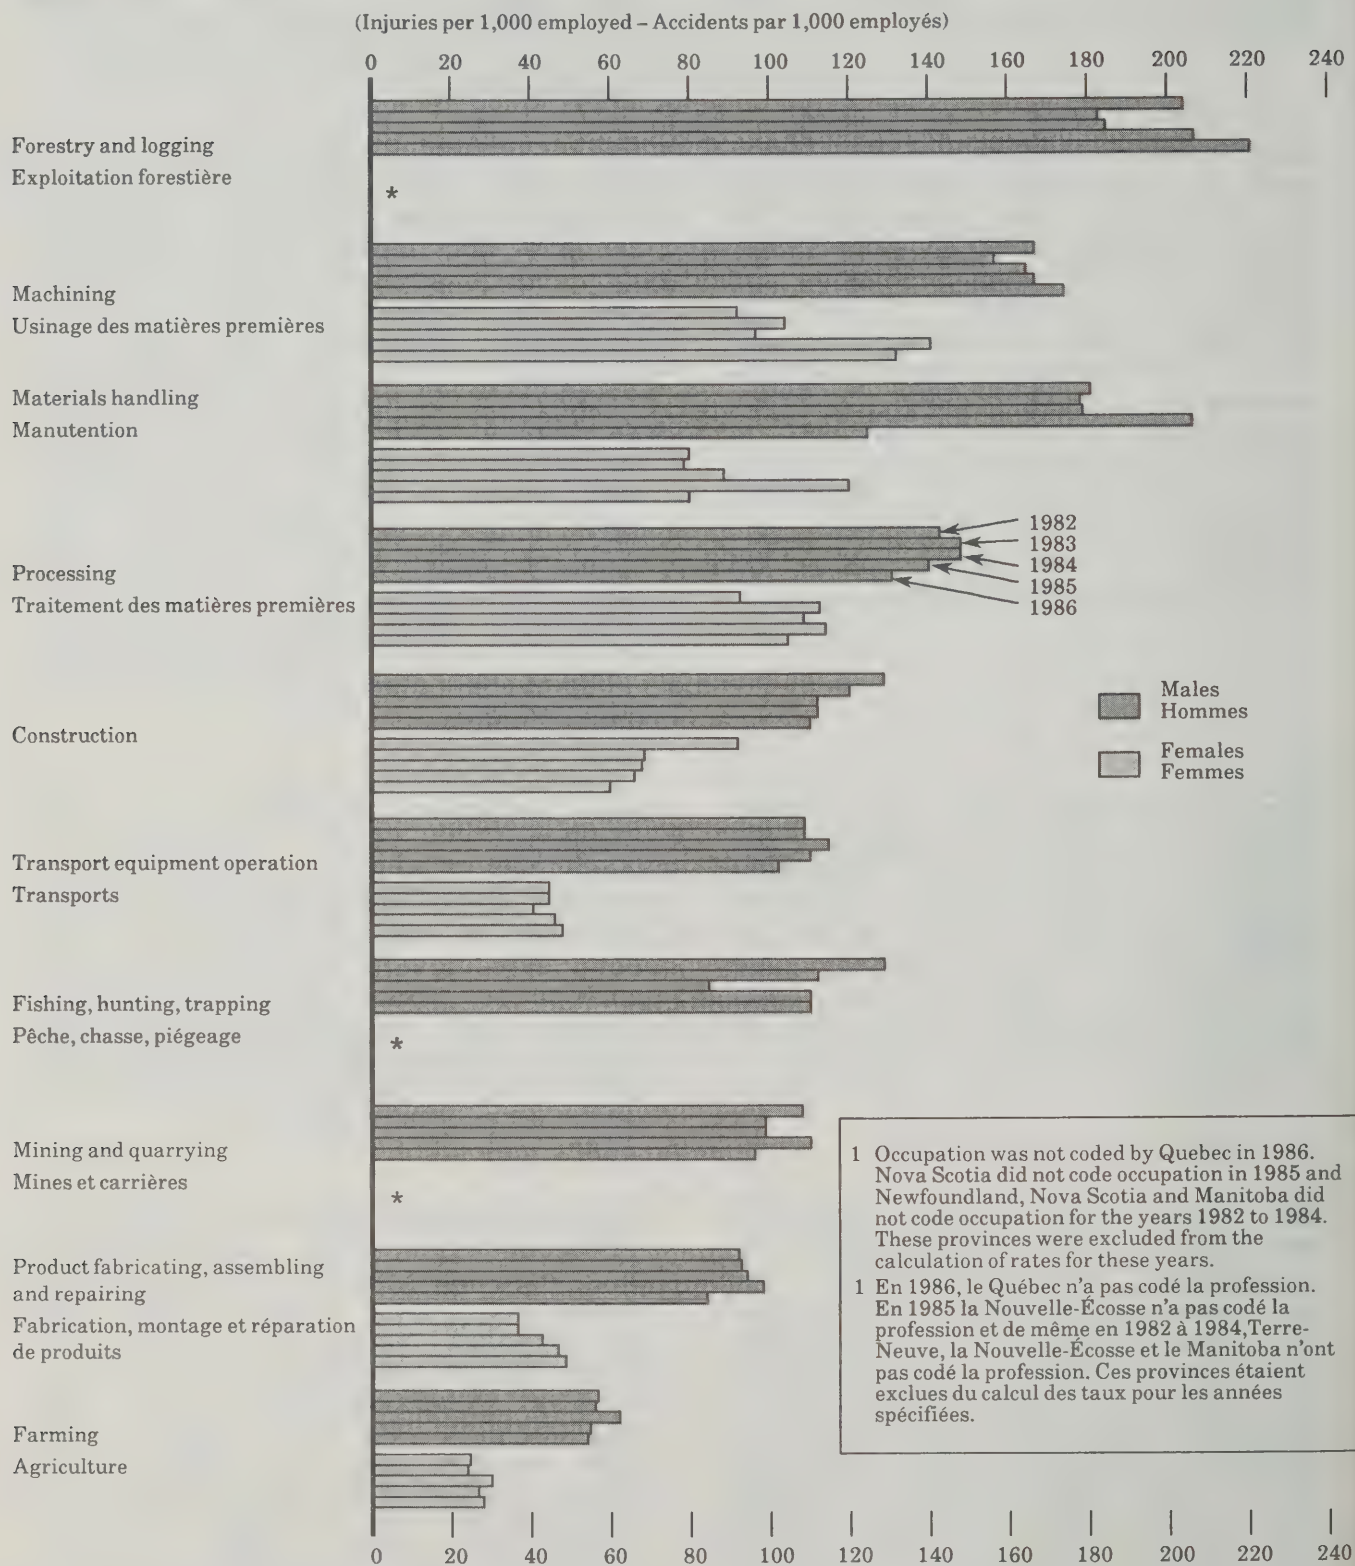 (Injuries per 1,000 employed – Accidents par 1,000 employés)
0 20 40 60 80 100 120 140 160 180 200 220 240
Forestry and logging
Exploitation forestière
*
Machining
Usinage des matières premières
Materials handling
Manutention
1982
1983
1984
1985
1986
Processing
Traitement des matières premières
Males
Hommes
Females
Femmes
Construction
Transport equipment operation
Transports
Fishing, hunting, trapping
Pêche, chasse, piégeage
*
Mining and quarrying
Mines et carrières
*
Product fabricating, assembling
and repairing
Fabrication, montage et réparation
de produits
Farming
Agriculture
1 Occupation was not coded by Quebec in 1986.
Nova Scotia did not code occupation in 1985 and
Newfoundland, Nova Scotia and Manitoba did
not code occupation for the years 1982 to 1984.
These provinces were excluded from the
calculation of rates for these years.
1 En 1986, le Québec n'a pas codé la profession.
En 1985 la Nouvelle-Écosse n'a pas codé la
profession et de même en 1982 à 1984,Terre-
Neuve, la Nouvelle-Écosse et le Manitoba n'ont
pas codé la profession. Ces provinces étaient
exclues du calcul des taux pour les années
spécifiées.
0 20 40 60 80 100 120 140 160 180 200 220 240